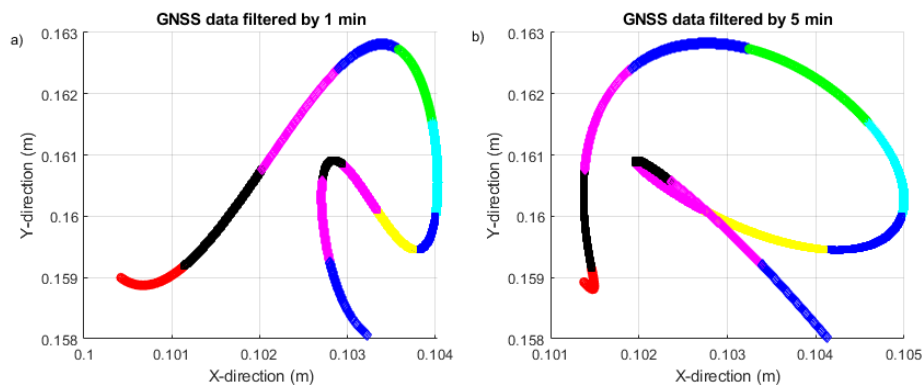 GNSS data filtered by 1 min
a)
0.163
0.162
0.161
0.16
0.159
0.158
Y-direction (m)
0.1
0.101
0.102
0.103
0.104
X-direction (m)
GNSS data filtered by 5 min
b)
0.163
0.162
0.161
0.16
0.159
0.158
Y-direction (m)
0.101
0.102
0.103
0.104
0.105
X-direction (m)